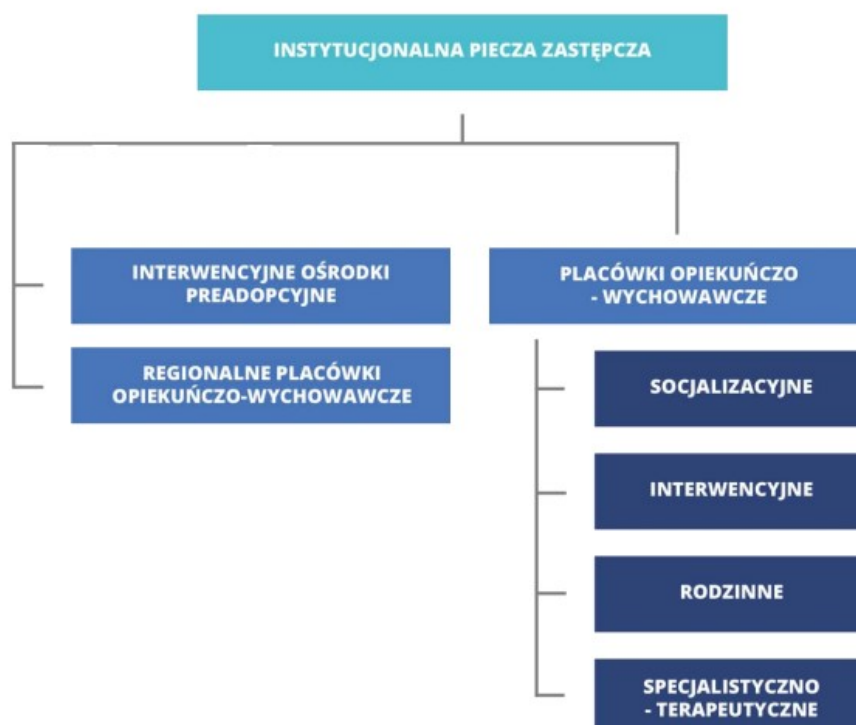 INSTYTUCJONALNA PIECZA ZASTĘPCZA
INTERWENCYJNE OŚRODKI
PREADOPCYJNE
REGIONALNE PLACÓWKI
OPIEKUŃCZO-WYCHOWAWCZE
PLACÓWKI OPIEKUŃCZO
- WYCHOWAWCZE
SOCJALIZACYJNE
INTERWENCYJNE
RODZINNE
SPECJALISTYCZNO
- TERAPEUTYCZNE